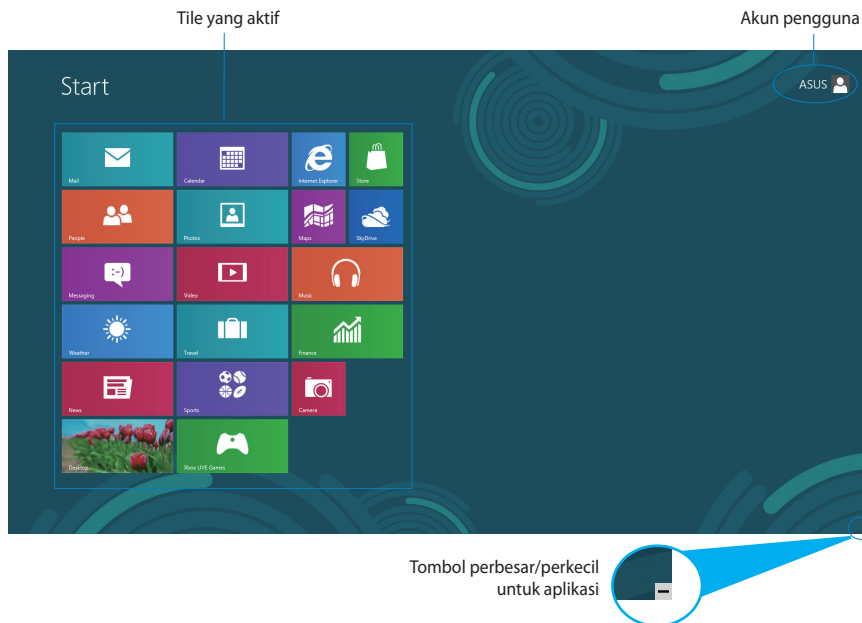 Tile yang aktif
Akun pengguna
Start
ASUS
Mail
Calendar
Internet Explorer
Store
People
Photos
Maps
SkyDrive
Messaging
:-)
Video
Music
Weather
Travel
Finance
News
Sports
Camera
Desktop
Xbox LIVE Games
Tombol perbesar/perkecil
untuk aplikasi